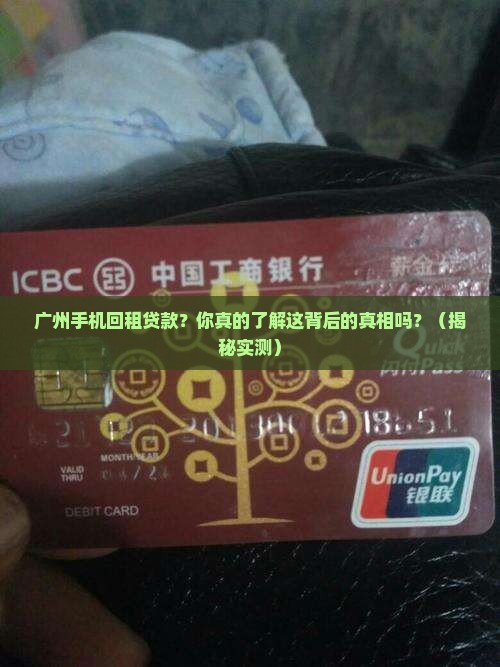 ICBC 中国工商银行
广州手机回租贷款？你真的了解这背后的真相吗？（揭
秘实测）
Quick
Pass
MONTH/YEAR
VALID
THRU
DEBIT CARD
UnionPay
银联